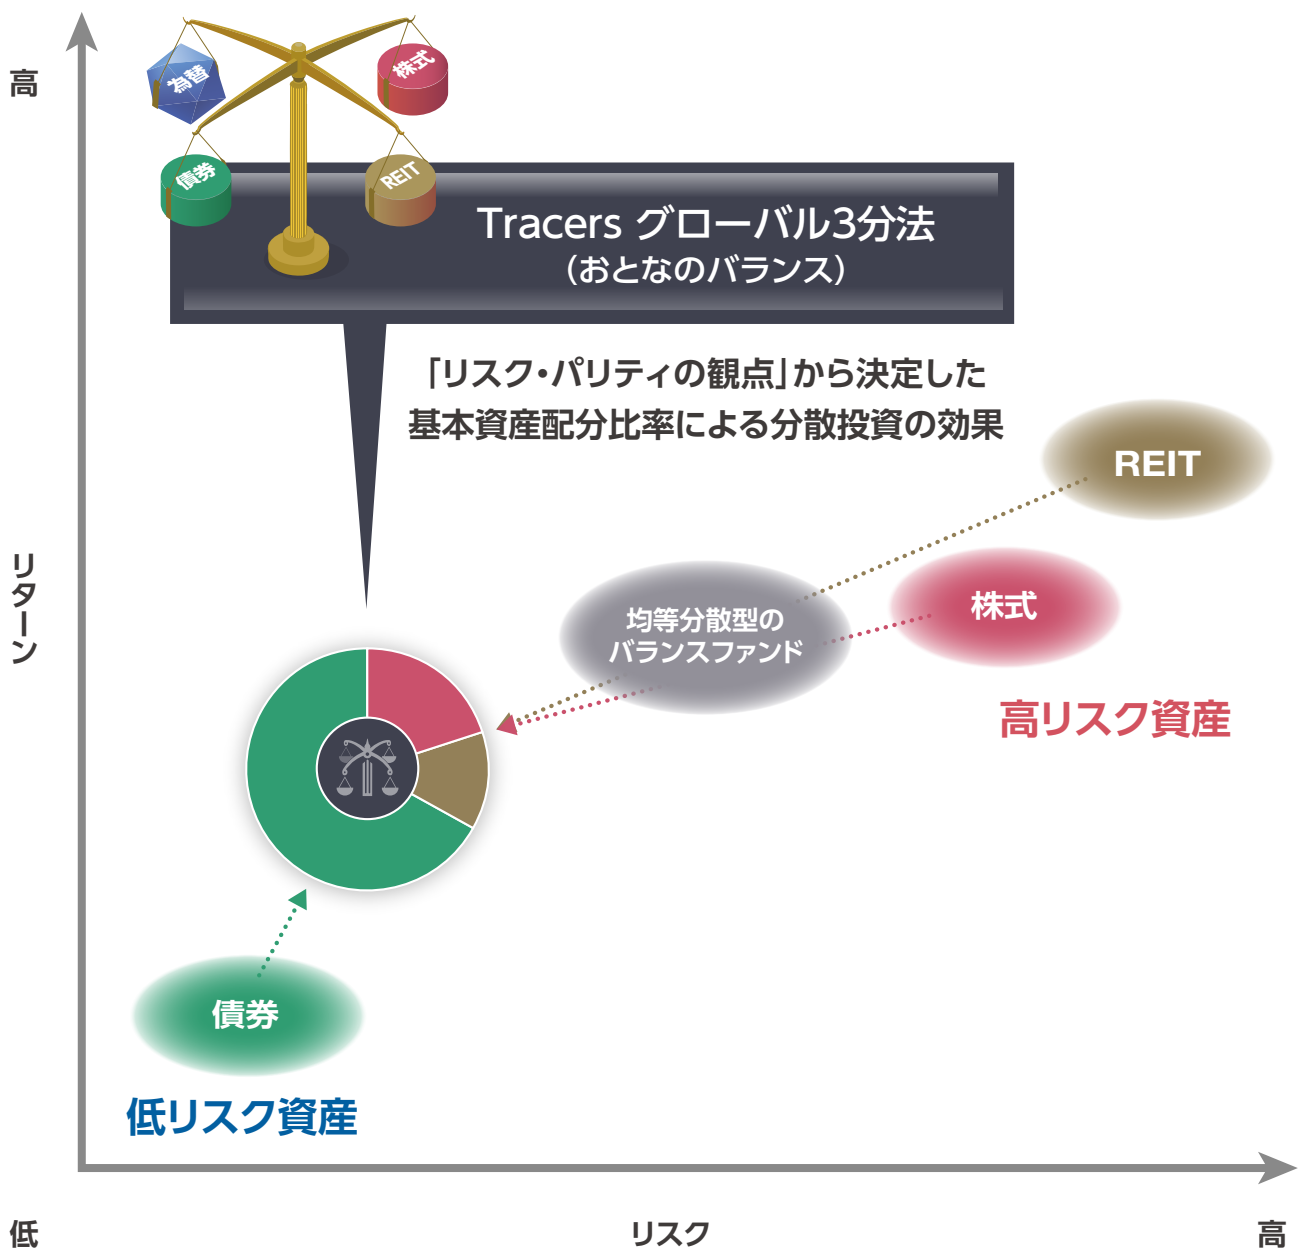 高
為替
株式
債券
REIT
Tracers グローバル3分法
（おとなのバランス）
「リスク・パリティの観点」から決定した
基本資産配分比率による分散投資の効果
REIT
リターン
均等分散型の
バランスファンド
株式
高リスク資産
債券
低リスク資産
低
リスク
高